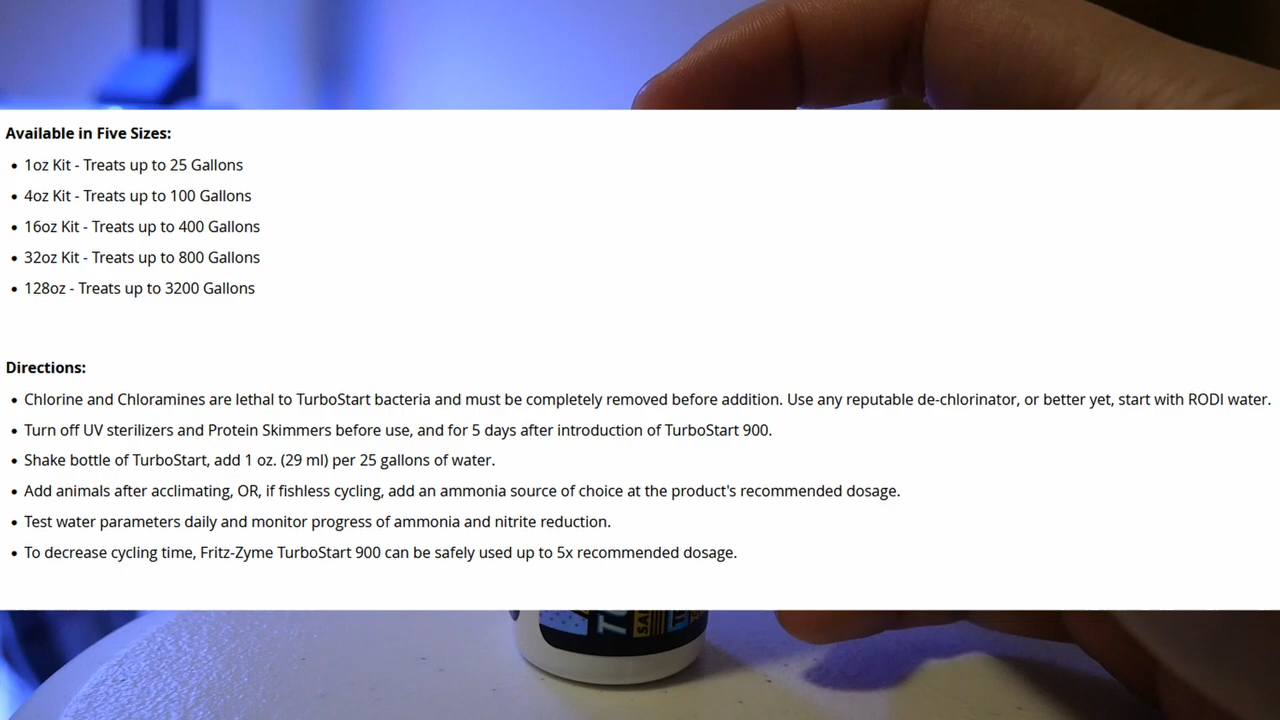 Available in Five Sizes:
1oz Kit - Treats up to 25 Gallons
4oz Kit - Treats up to 100 Gallons
16oz Kit - Treats up to 400 Gallons
32oz Kit - Treats up to 800 Gallons
128oz - Treats up to 3200 Gallons
Directions:
Chlorine and Chloramines are lethal to TurboStart bacteria and must be completely removed before addition. Use any reputable de-chlorinator, or better yet, start with RODI water.
Turn off UV sterilizers and Protein Skimmers before use, and for 5 days after introduction of TurboStart 900.
Shake bottle of TurboStart, add 1 oz. (29 ml) per 25 gallons of water.
Add animals after acclimating, OR, if fishless cycling, add an ammonia source of choice at the product's recommended dosage.
Test water parameters daily and monitor progress of ammonia and nitrite reduction.
To decrease cycling time, Fritz-Zyme TurboStart 900 can be safely used up to 5x recommended dosage.